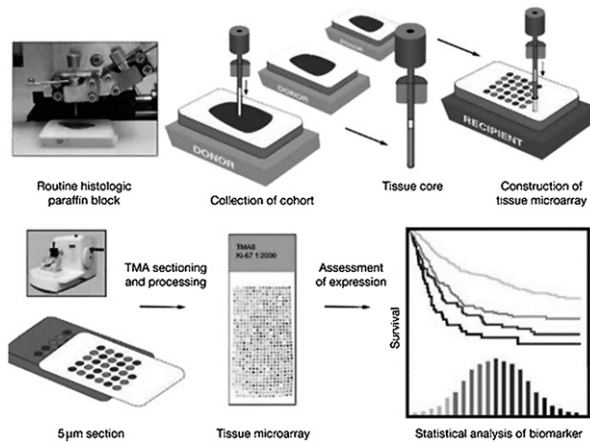 DONOR
DONOR
DONOR
RECIPIENT
Routine histologic
paraffin block
Collection of cohort
Tissue core
Construction of
tissue microarray
TMA8
Ki-67 1:2000
TMA sectioning
and processing
Assessment
of expression
Survival
5μm section
Tissue microarray
Statistical analysis of biomarker